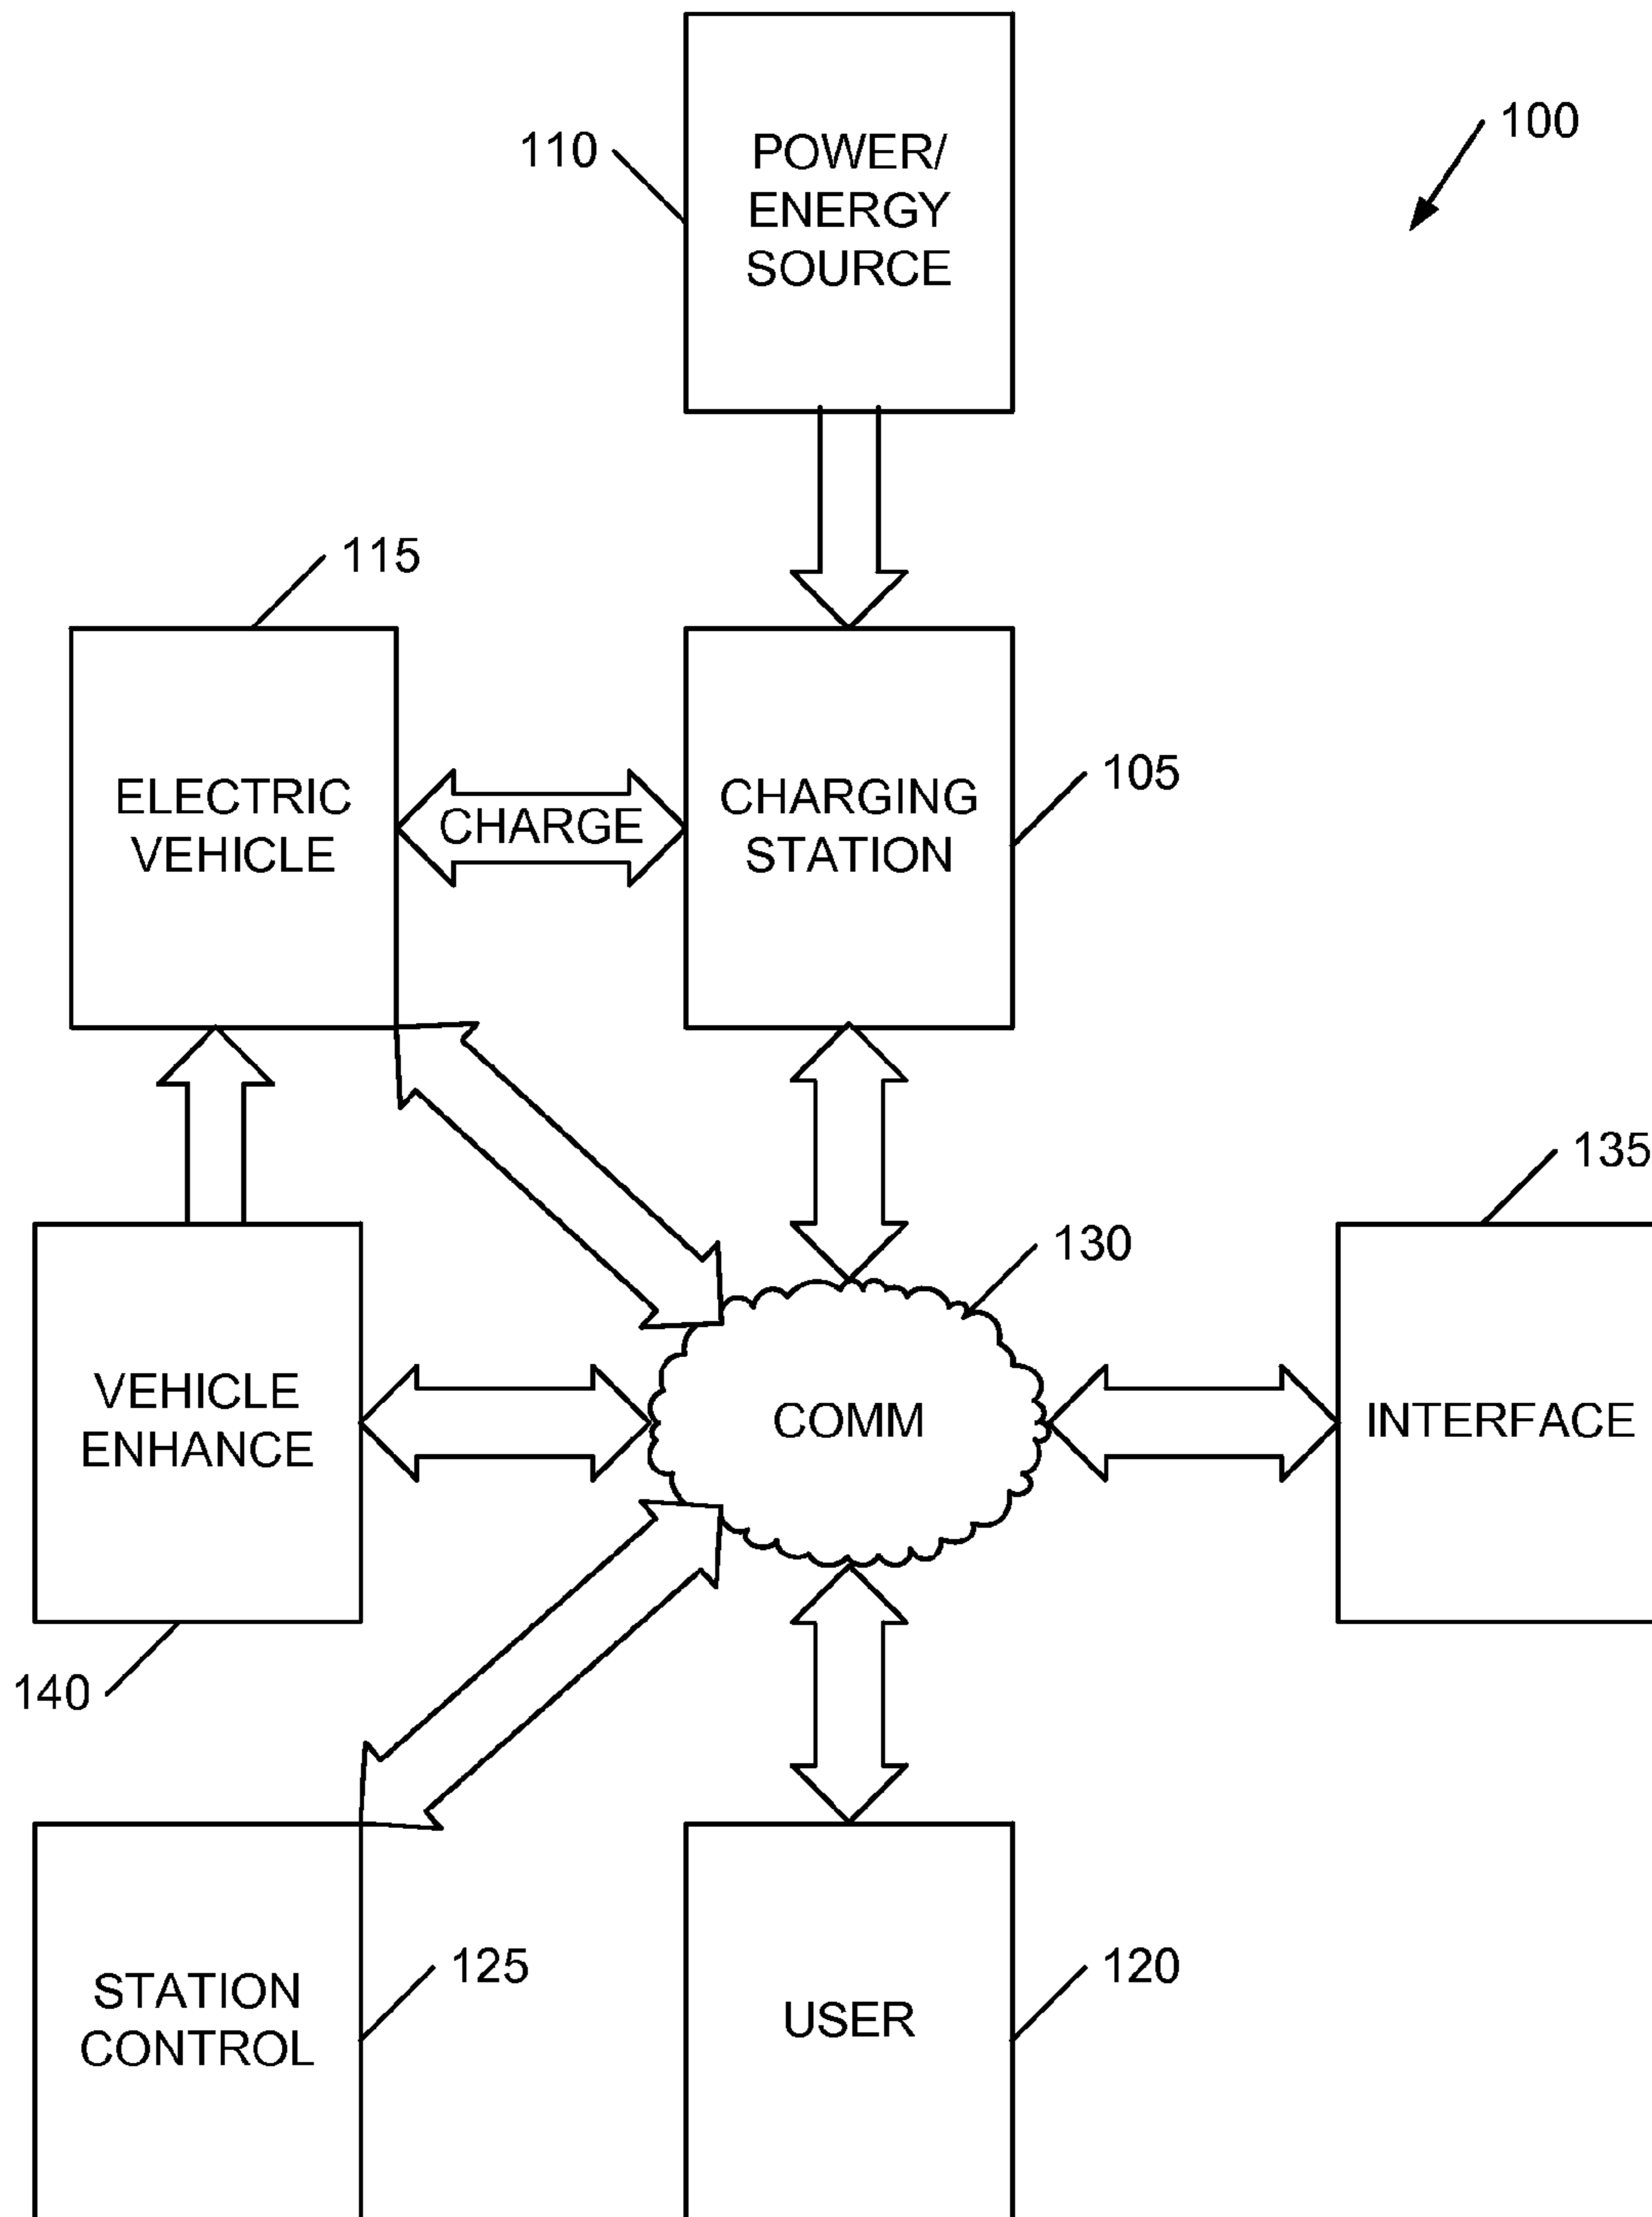 110
POWER/
ENERGY
SOURCE
100
115
ELECTRIC
VEHICLE
CHARGE
CHARGING
STATION
105
135
130
VEHICLE
ENHANCE
COMM
INTERFACE
140
STATION
CONTROL
125
USER
120